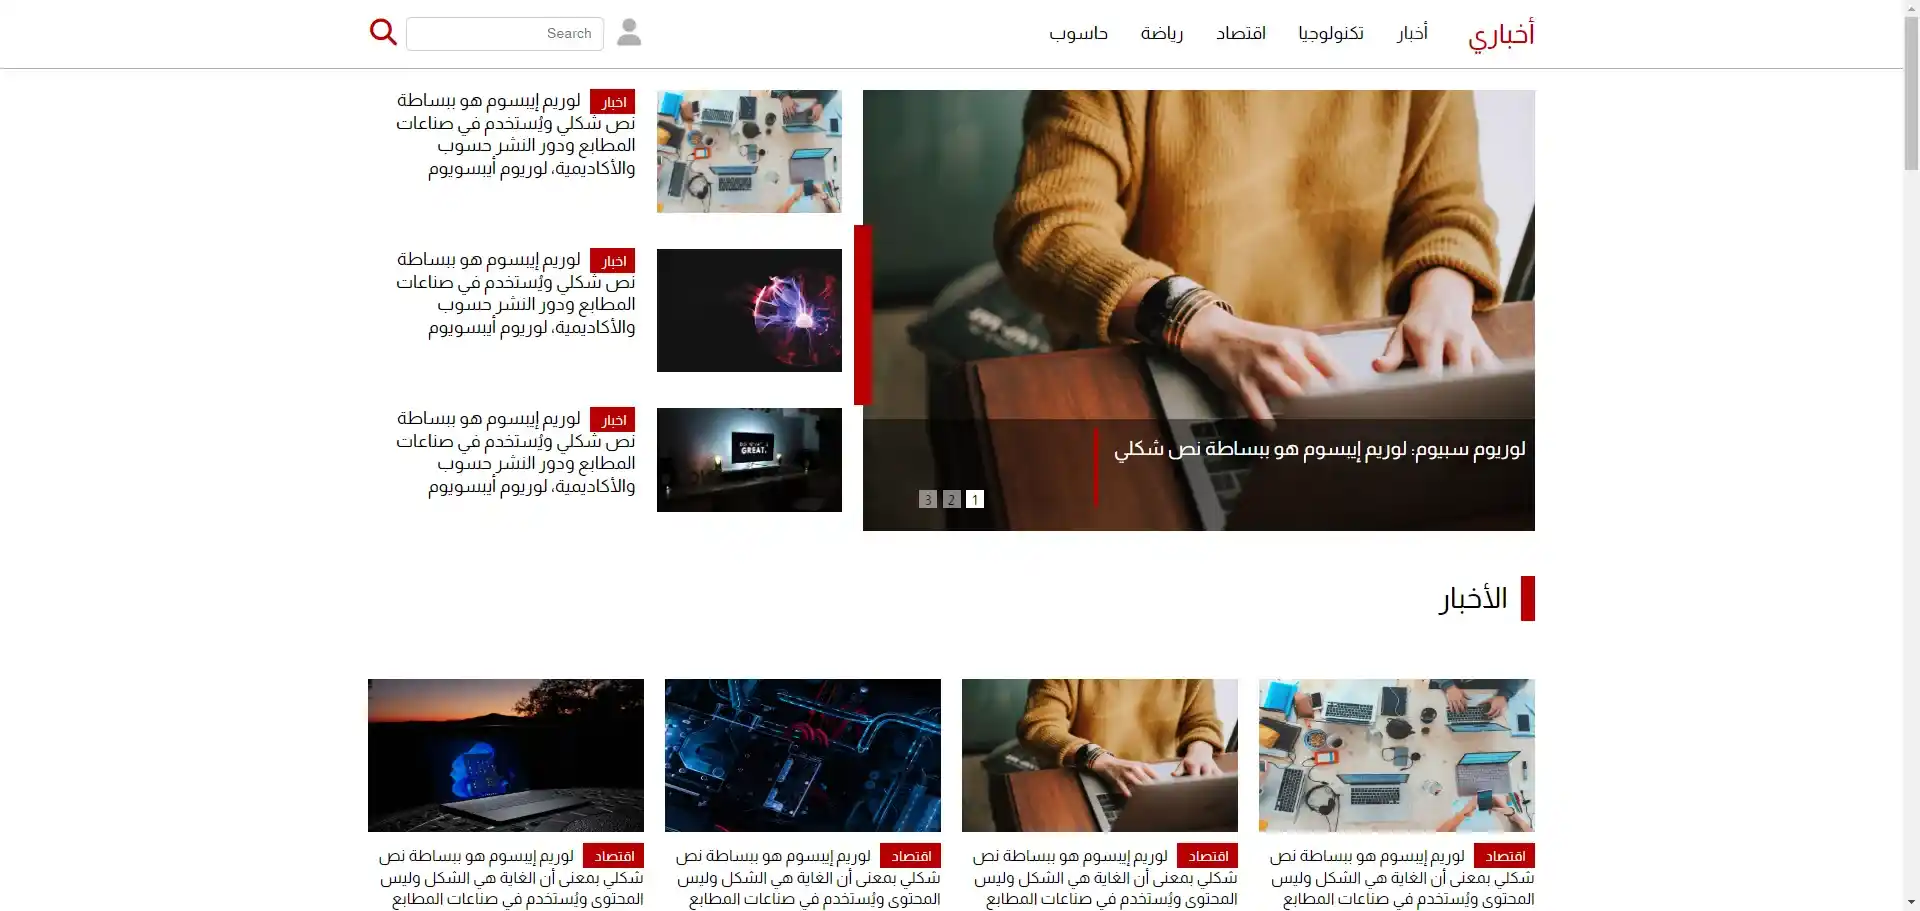 أخباري
أخبار
تكنولوجيا
اقتصاد
رياضة
حاسوب
Search
لوريوم سبيوم: لوريم إيبسوم هو ببساطة نص شكلي
1 2 3
اخبار لوريم إيبسوم هو ببساطة
نص شكلي ويُستخدم في صناعات
المطابع ودور النشر حسوب
والأكاديمية، لوريوم أيبسويوم
اخبار لوريم إيبسوم هو ببساطة
نص شكلي ويُستخدم في صناعات
المطابع ودور النشر حسوب
والأكاديمية، لوريوم أيبسويوم
GREAT.
اخبار لوريم إيبسوم هو ببساطة
نص شكلي ويُستخدم في صناعات
المطابع ودور النشر حسوب
والأكاديمية، لوريوم أيبسويوم
الأخبار
اقتصاد لوريم إيبسوم هو ببساطة نص
شكلي بمعنى أن الغاية هي الشكل وليس
المحتوى ويُستخدم في صناعات المطابع
اقتصاد لوريم إيبسوم هو ببساطة نص
شكلي بمعنى أن الغاية هي الشكل وليس
المحتوى ويُستخدم في صناعات المطابع
اقتصاد لوريم إيبسوم هو ببساطة نص
شكلي بمعنى أن الغاية هي الشكل وليس
المحتوى ويُستخدم في صناعات المطابع
اقتصاد لوريم إيبسوم هو ببساطة نص
شكلي بمعنى أن الغاية هي الشكل وليس
المحتوى ويُستخدم في صناعات المطابع